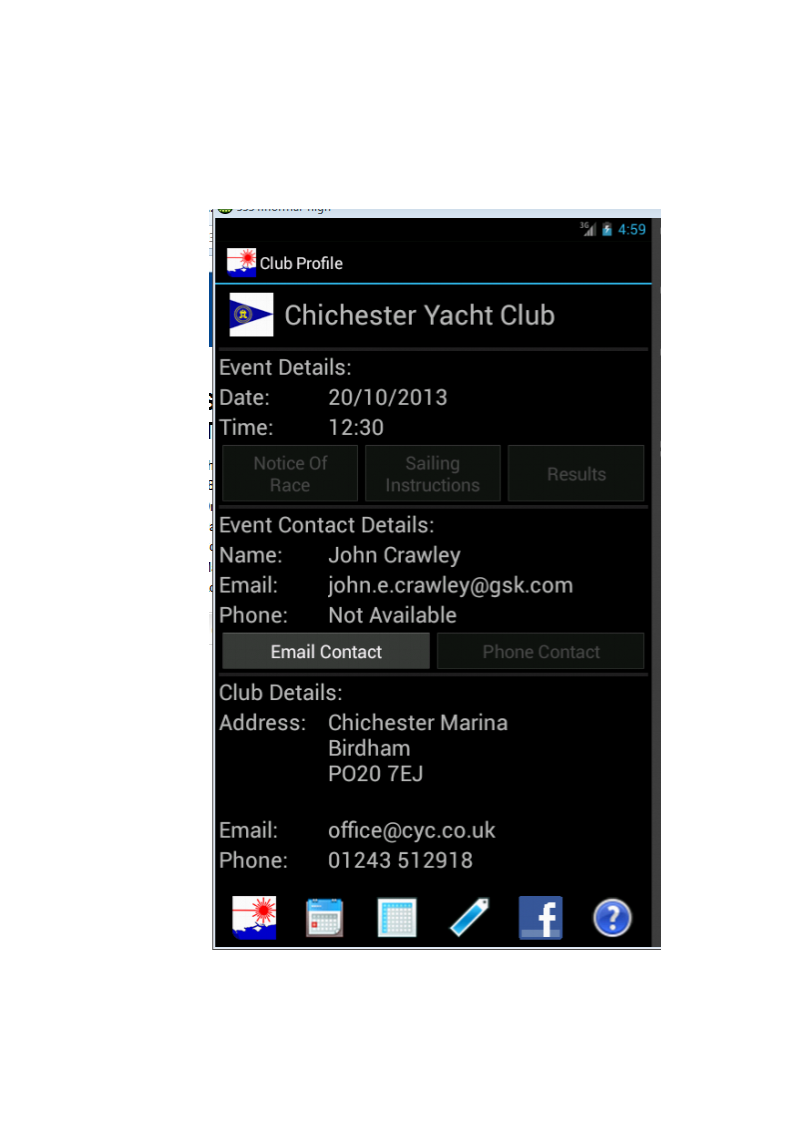 3G 4:59
Club Profile
Chichester Yacht Club
Event Details:
Date: 20/10/2013
Time: 12:30
Notice Of
Race
Sailing
Instructions
Results
Event Contact Details:
Name: John Crawley
Email: john.e.crawley@gsk.com
Phone: Not Available
Email Contact
Phone Contact
Club Details:
Address: Chichester Marina
Birdham
PO20 7EJ
Email: office@cyc.co.uk
Phone: 01243 512918
f
?